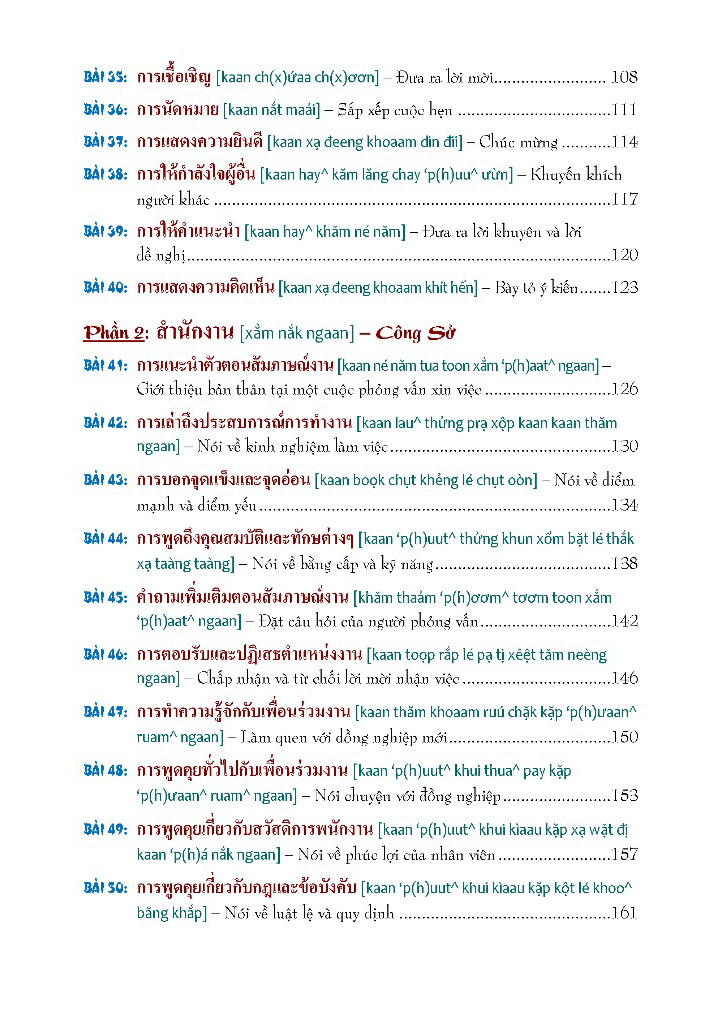 BÀI 35: การเชื้อเชิญ [kaan ch(x)ứaa ch(x)ơơn] – Đưa ra lời mời.......................... 108
BÀI 36: การนัดหมาย [kaan nắt maải] – Sắp xếp cuộc hẹn ................................... 111
BÀI 37: การแสดงความยินดี [kaan xạ đeeng khoaam din đii] – Chúc mừng ...........114
BÀI 38: การให้กำลังใจผู้อื่น [kaan hay^ kăm lăng chay ‘p(h)uu^ ừừn] – Khuyến khích
người khác ............................................................................................117
BÀI 39: การให้คำแนะนำ [kaan hay^ khăm né năm] – Đưa ra lời khuyên và lời
đề nghị..................................................................................................120
BÀI 40: การแสดงความคิดเห็น [kaan xạ đeeng khoaam khít hển] – Bày tỏ ý kiến.......123
Phần 2: สำนักงาน [xẳm nắk ngaan] – Công Sở
BÀI 41: การแนะนำตัวตอนสัมภาษณ์งาน [kaan né năm tua toon xẳm ‘p(h)aat^ ngaan] –
Giới thiệu bản thân tại một cuộc phỏng vấn xin việc .............................126
BÀI 42: การเล่าถึงประสบการณ์การทำงาน [kaan lau^ thửng prạ xộp kaan kaan thăm
ngaan] – Nói về kinh nghiệm làm việc...................................................130
BÀI 43: การบอกจุดแข็งและจุดอ่อน [kaan boọk chụt khẻng lé chụt oòn] – Nói về điểm
mạnh và điểm yếu.................................................................................134
BÀI 44: การพูดถึงคุณสมบัติและทักษะต่างๆ [kaan ‘p(h)uut^ thửng khun xổm bặt lé thắk
xạ taàng taàng] – Nói về bằng cấp và kỹ năng.........................................138
BÀI 45: คำถามเพิ่มเติมตอนสัมภาษณ์งาน [khăm thaảm ‘p(h)ơơm^ tơơm toon xẳm
‘p(h)aat^ ngaan] – Đặt câu hỏi của người phỏng vấn..............................142
BÀI 46: การตอบรับและปฏิเสธตำแหน่งงาน [kaan toọp rắp lé pạ tị xêệt tăm neèng
ngaan] – Chấp nhận và từ chối lời mời nhận việc ..................................146
BÀI 47: การทำความรู้จักกับเพื่อนร่วมงาน [kaan thăm khoaam ruú chặk kặp ‘p(h)ưaan^
ruam^ ngaan] – Làm quen với đồng nghiệp mới.....................................150
BÀI 48: การพูดคุยทั่วไปกับเพื่อนร่วมงาน [kaan ‘p(h)uut^ khui thua^ pay kặp
‘p(h)ưaan^ ruam^ ngaan] – Nói chuyện với đồng nghiệp.........................153
BÀI 49: การพูดคุยเกี่ยวกับสวัสดิการพนักงาน [kaan ‘p(h)uut^ khui kìaau kặp xạ wặt đị
kaan ‘p(h)á nắk ngaan] – Nói về phúc lợi của nhân viên ..........................157
BÀI 50: การพูดคุยเกี่ยวกับกฎและข้อบังคับ [kaan ‘p(h)uut^ khui kìaau kặp kột lé khoo^
băng khắp] – Nói về luật lệ và quy định .................................................161